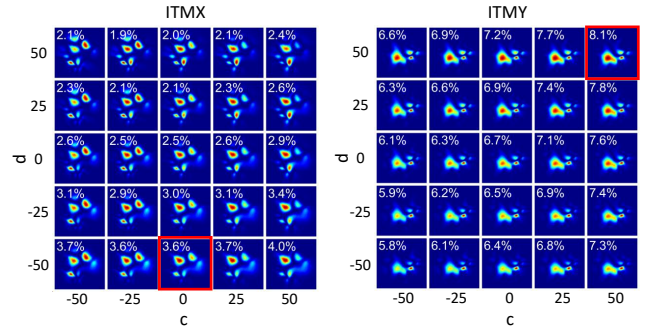 ITMX ITMY
50 2.1% 1.9% 2.0% 2.1% 2.4% 50 6.6% 6.9% 7.2% 7.7% 8.1%
25 2.3% 2.1% 2.1% 2.3% 2.6% 25 6.3% 6.6% 6.9% 7.4% 7.8%
d 0 2.6% 2.5% 2.5% 2.6% 2.9% d 0 6.1% 6.3% 6.7% 7.1% 7.6%
-25 3.1% 2.9% 3.0% 3.1% 3.4% -25 5.9% 6.2% 6.5% 6.9% 7.4%
-50 3.7% 3.6% 3.6% 3.7% 4.0% -50 5.8% 6.1% 6.4% 6.8% 7.3%
-50 -25 0 25 50 -50 -25 0 25 50
c c